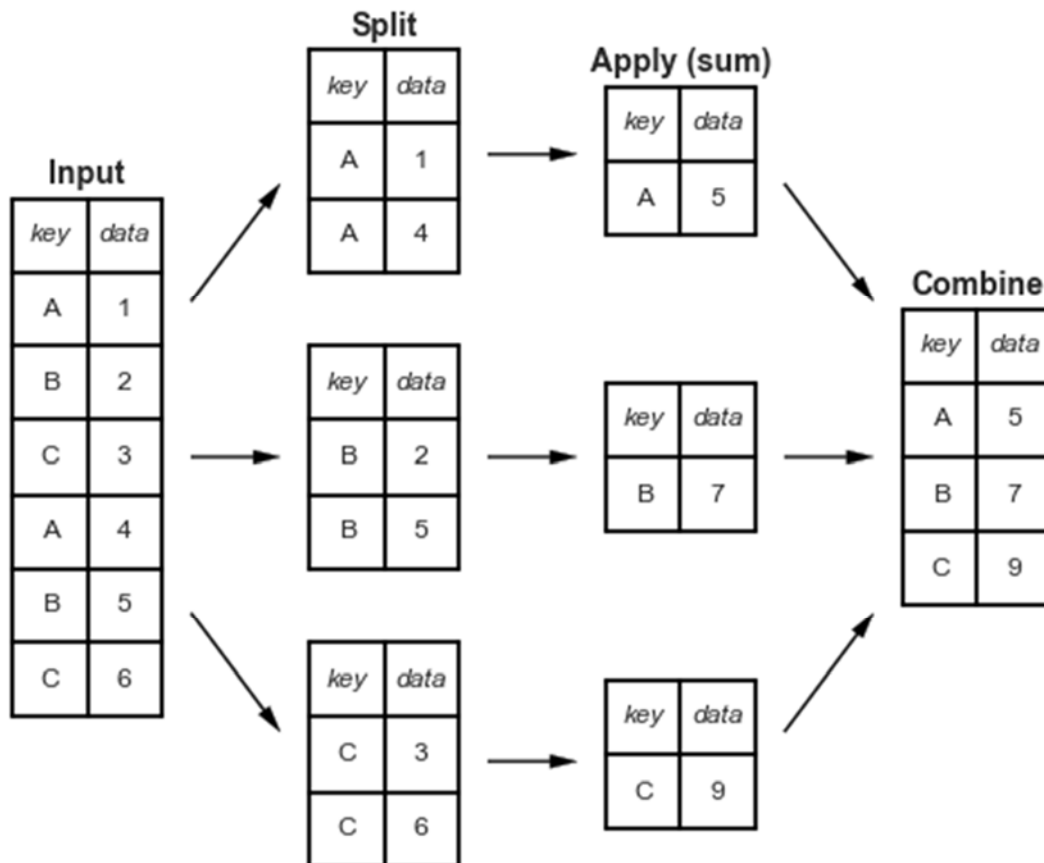 Input
key data
A 1
B 2
C 3
A 4
B 5
C 6
Split
key data
A 1
A 4
key data
B 2
B 5
key data
C 3
C 6
Apply (sum)
key data
A 5
key data
B 7
key data
C 9
Combine
key data
A 5
B 7
C 9